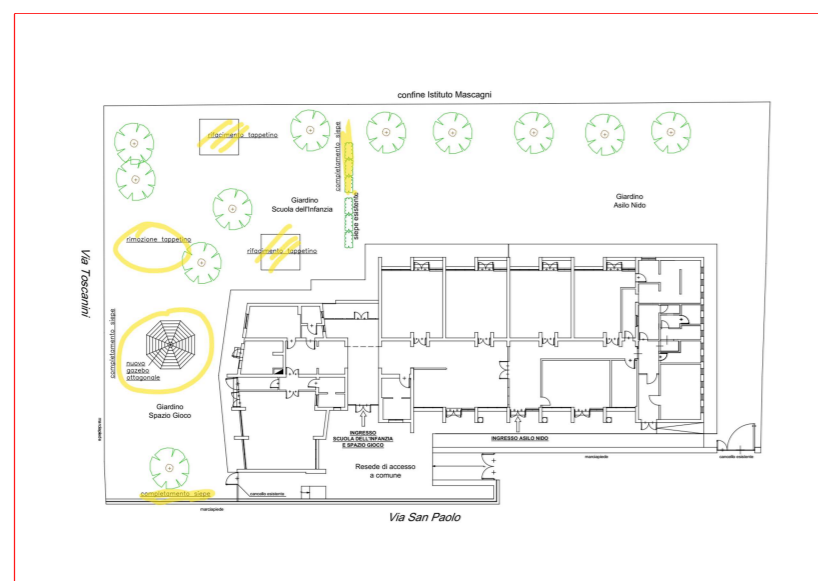 confine Istituto Mascagni
rifacimento tappetino
completamento siepe
Giardino
Scuola dell'Infanzia
siepe esistente
Giardino
Asilo Nido
rimozione tappetino
rifacimento tappetino
Via Toscanini
completamento siepe
nuovo
gazebo
ottagonale
Giardino
Spazio Gioco
marciapiede
INGRESSO
SCUOLA DELL'INFANZIA
E SPAZIO GIOCO
INGRESSO ASILO NIDO
Resede di accesso
a comune
marciapiede
cancello esistente
completamento siepe
cancello esistente
marciapiede
Via San Paolo